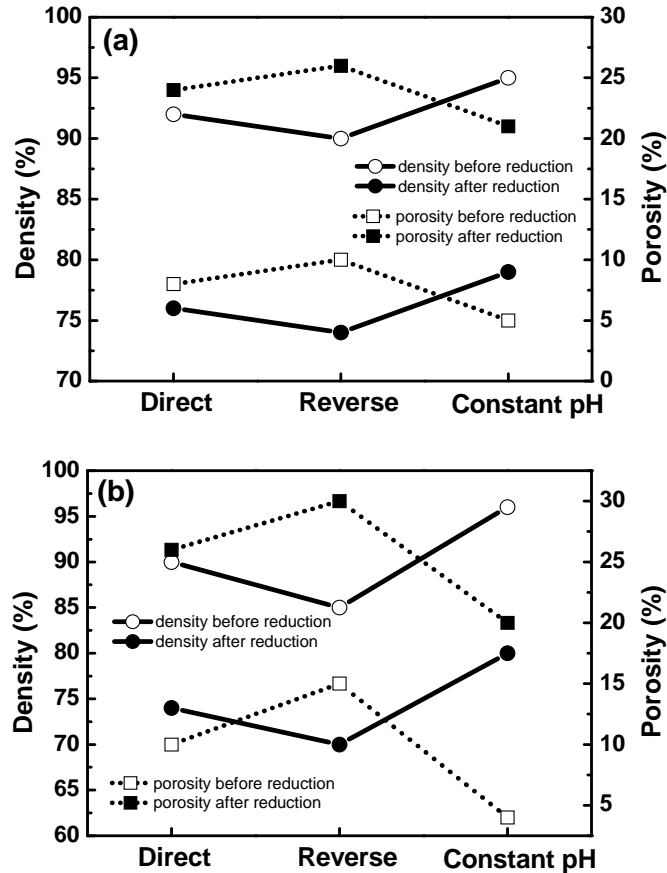 (a)
100
95
90
85
80
75
70
Density (%)
30
25
20
15
10
5
0
Porosity (%)
density before reduction
density after reduction
porosity before reduction
porosity after reduction
Direct Reverse Constant pH
(b)
100
95
90
85
80
75
70
65
60
Density (%)
30
25
20
15
10
5
Porosity (%)
density before reduction
density after reduction
porosity before reduction
porosity after reduction
Direct Reverse Constant pH